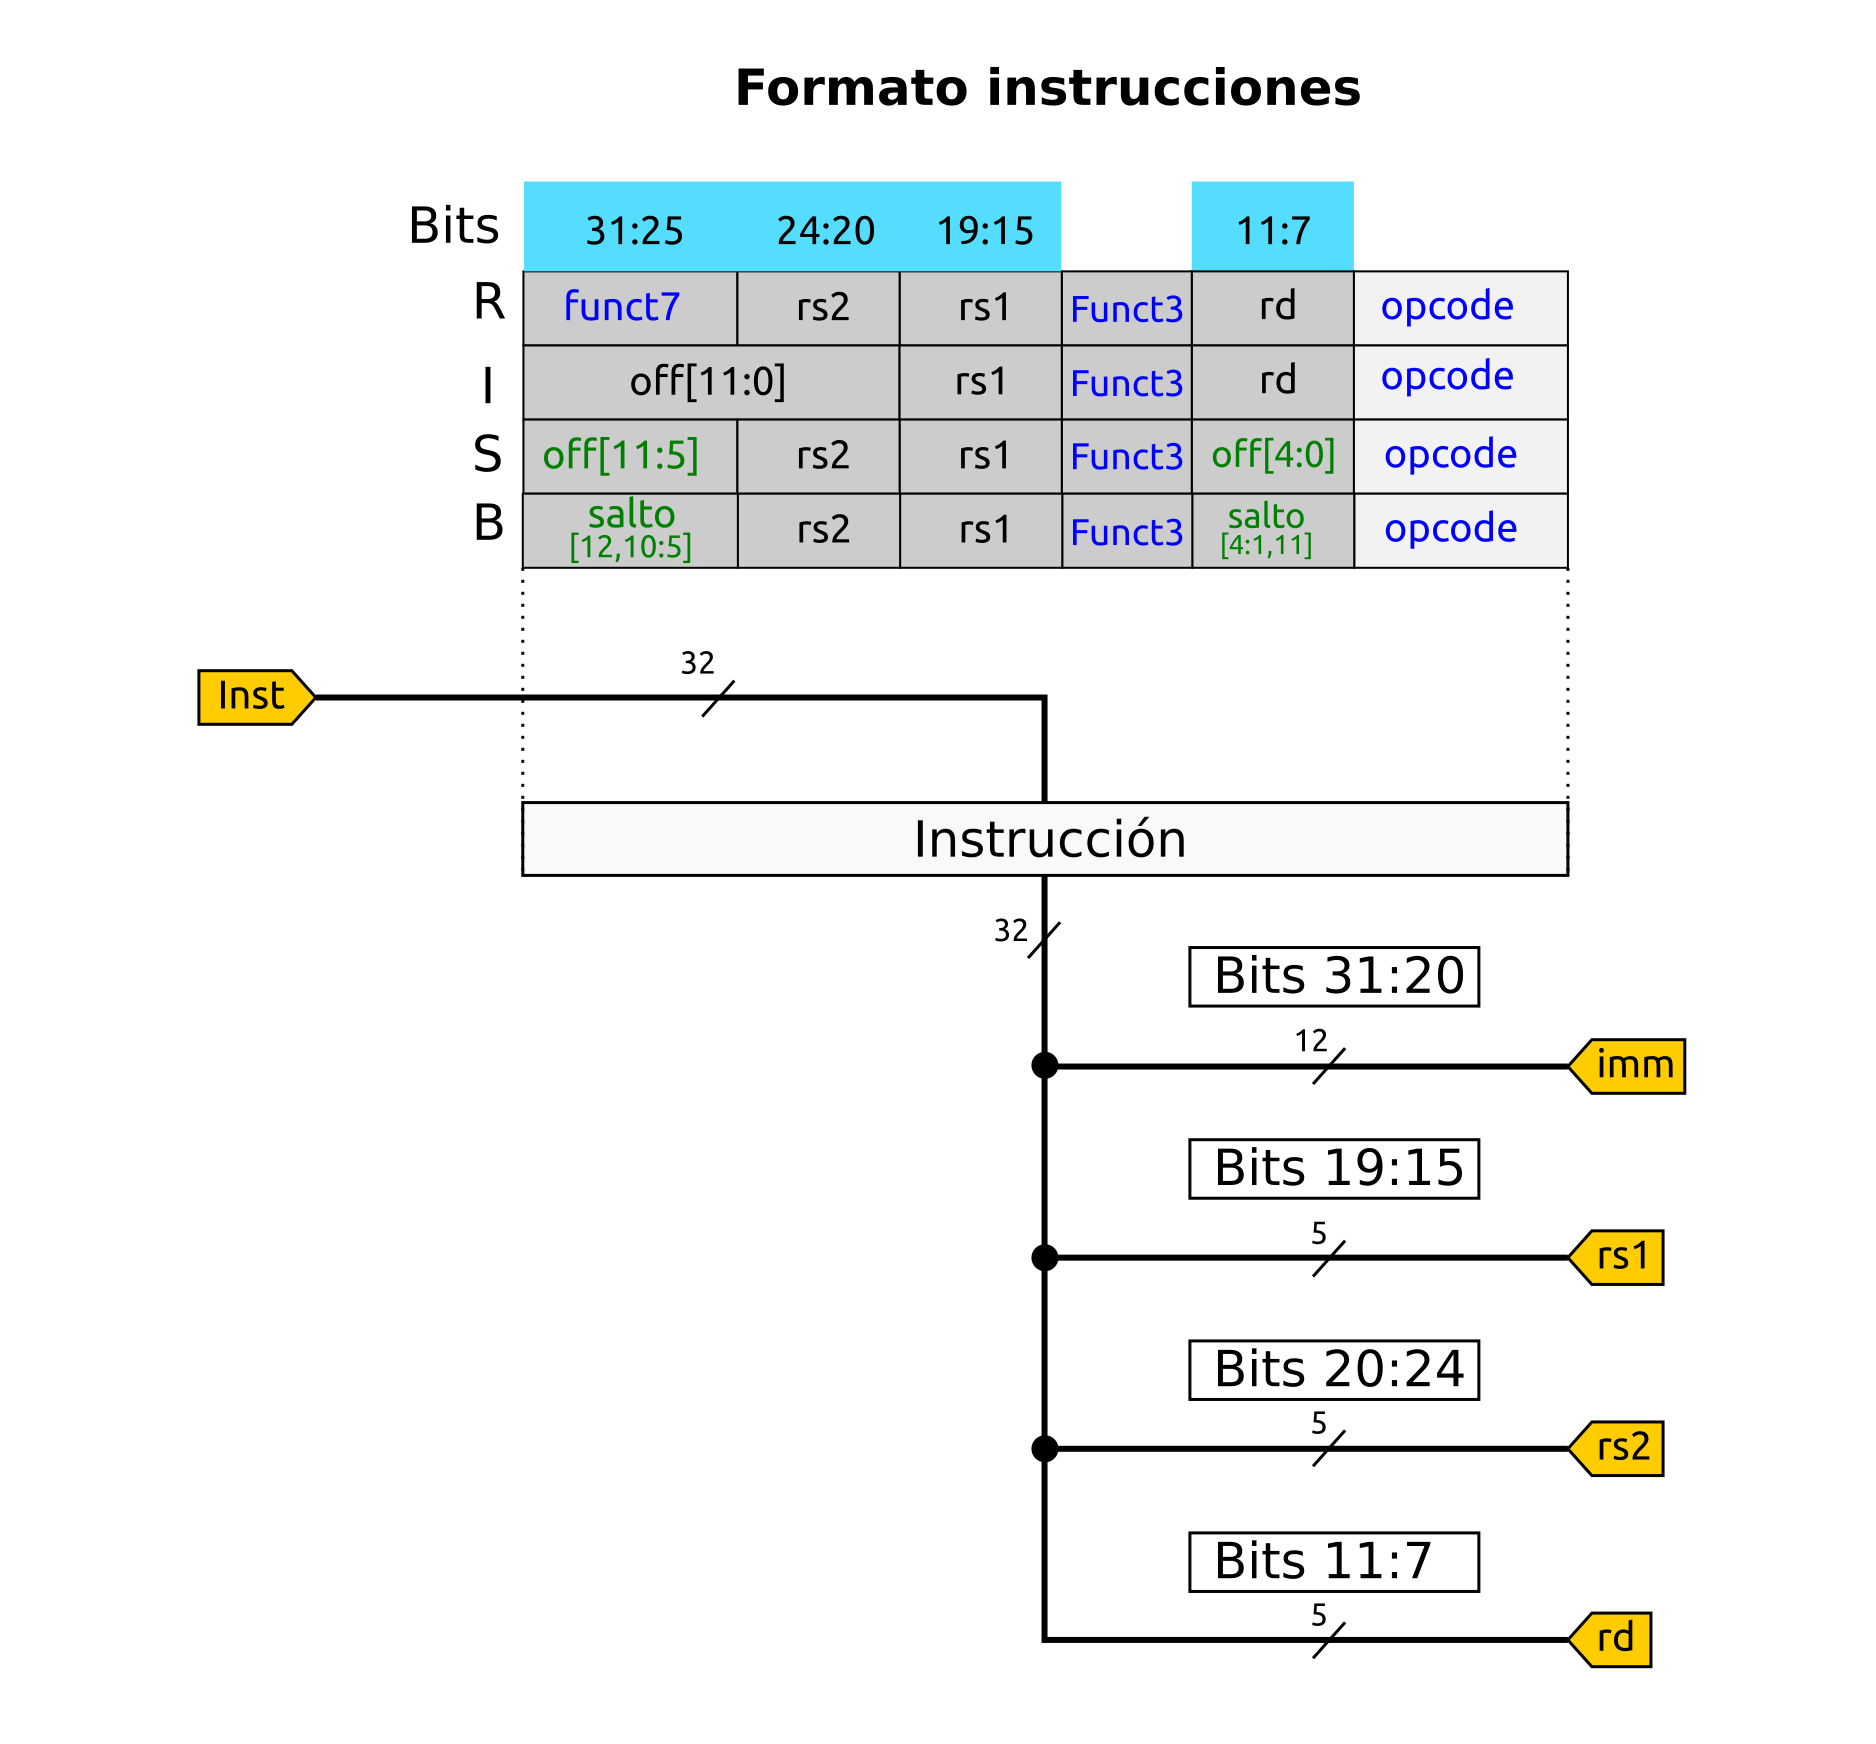 Formato instrucciones
Bits 31:25 24:20 19:15 11:7
R funct7 rs2 rs1 Funct3 rd opcode
I off[11:0] rs1 Funct3 rd opcode
S off[11:5] rs2 rs1 Funct3 off[4:0] opcode
B salto [12,10:5] rs2 rs1 Funct3 salto [4:1,11] opcode
32
Inst
Instrucción
32
Bits 31:20
12
imm
Bits 19:15
5
rs1
Bits 20:24
5
rs2
Bits 11:7
5
rd